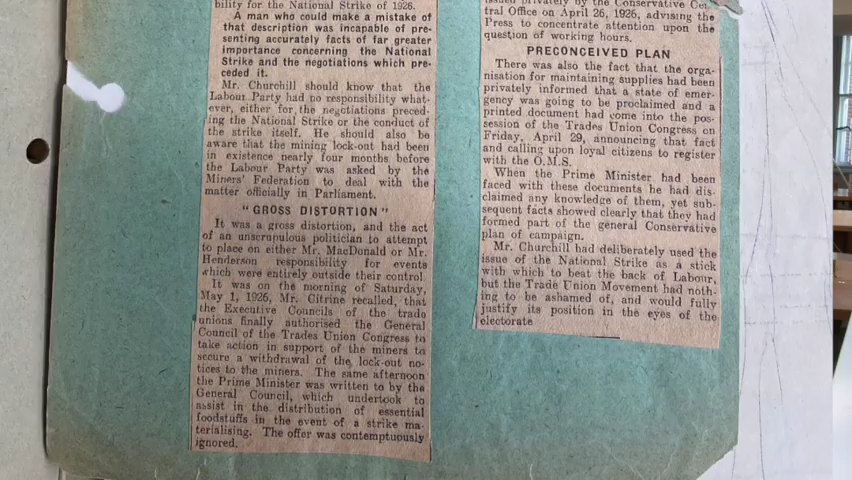 bility for the National Strike of 1926.
A man who could make a mistake of
that description was incapable of pre-
senting accurately facts of far greater
importance concerning the National
Strike and the negotiations which pre-
ceded it.
Mr. Churchill should know that the
Labour Party had no responsibility what-
ever, either for the negotiations preced-
ing the National Strike or the conduct of
the strike itself. He should also be
aware that the mining lock-out had been
in existence nearly four months before
the Labour Party was asked by the
Miners' Federation to deal with the
matter officially in Parliament.
"GROSS DISTORTION"
It was a gross distortion, and the act
of an unscrupulous politician to attempt
to place on either Mr. MacDonald or Mr.
Henderson responsibility for events
which were entirely outside their control.
It was on the morning of Saturday,
May 1, 1926, Mr. Citrine recalled, that
the Executive Councils of the trade
unions finally authorised the General
Council of the Trades Union Congress to
take action in support of the miners to
secure a withdrawal of the lock-out no-
tices to the miners. The same afternoon
the Prime Minister was written to by the
General Council, which undertook to
assist in the distribution of essential
foodstuffs in the event of a strike ma-
terialising. The offer was contemptuously
ignored.
issued privately by the Conservative Cen-
tral Office on April 26, 1926, advising the
Press to concentrate attention upon the
question of working hours.
PRECONCEIVED PLAN
There was also the fact that the orga-
nisation for maintaining supplies had been
privately informed that a state of emer-
gency was going to be proclaimed and a
printed document had come into the pos-
session of the Trades Union Congress on
Friday, April 29, announcing that fact
and calling upon loyal citizens to register
with the O.M.S.
When the Prime Minister had been
faced with these documents he had dis-
claimed any knowledge of them, yet sub-
sequent facts showed clearly that they had
formed part of the general Conservative
plan of campaign.
Mr. Churchill had deliberately used the
issue of the National Strike as a stick
with which to beat the back of Labour,
but the Trade Union Movement had noth-
ing to be ashamed of, and would fully
justify its position in the eyes of the
electorate